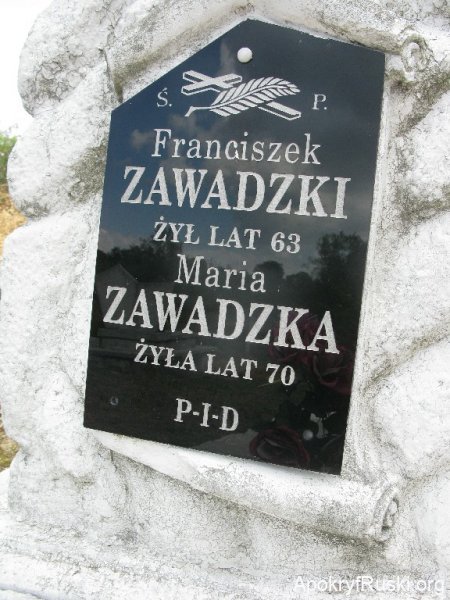 Ś. P.
Franciszek
ZAWADZKI
ŻYŁ LAT 63
Maria
ZAWADZKA
ŻYŁA LAT 70
P-I-D
ApokryfRuski.org